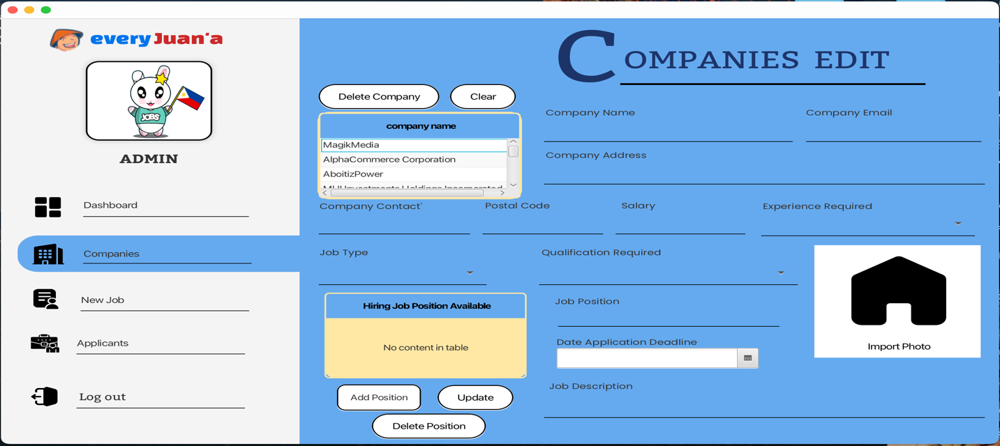 everyJuan'a
JOBS
ADMIN
Dashboard
Companies
New Job
Applicants
Log out
COMPANIES EDIT
Delete Company
Clear
company name
MagikMedia
AlphaCommerce Corporation
AboitizPower
Company Name
Company Email
Company Address
Company Contact'
Postal Code
Salary
Experience Required
Job Type
Qualification Required
Hiring Job Position Available
No content in table
Job Position
Date Application Deadline
Import Photo
Job Description
Add Position
Update
Delete Position